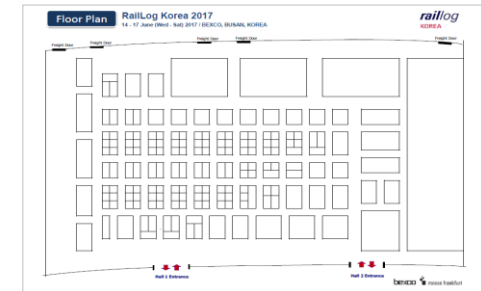 Floor Plan
RailLog Korea 2017
14 - 17 June (Wed - Sat) 2017 / BEXCO, BUSAN, KOREA
raillog
KOREA
Freight Door
Freight Door
Freight Door
Freight Door
Freight Door
Hall 1 Entrance
Hall 2 Entrance
bexco
messe frankfurt